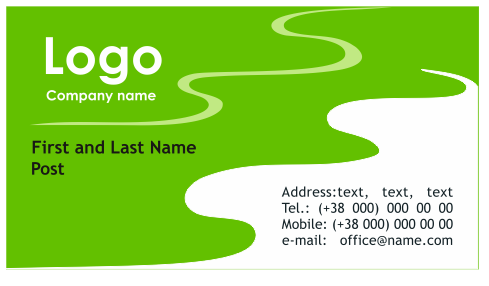 Logo
Company name
First and Last Name
Post
Address:text, text, text
Tel.: (+38 000) 000 00 00
Mobile: (+38 000) 000 00 00
e-mail: office@name.com